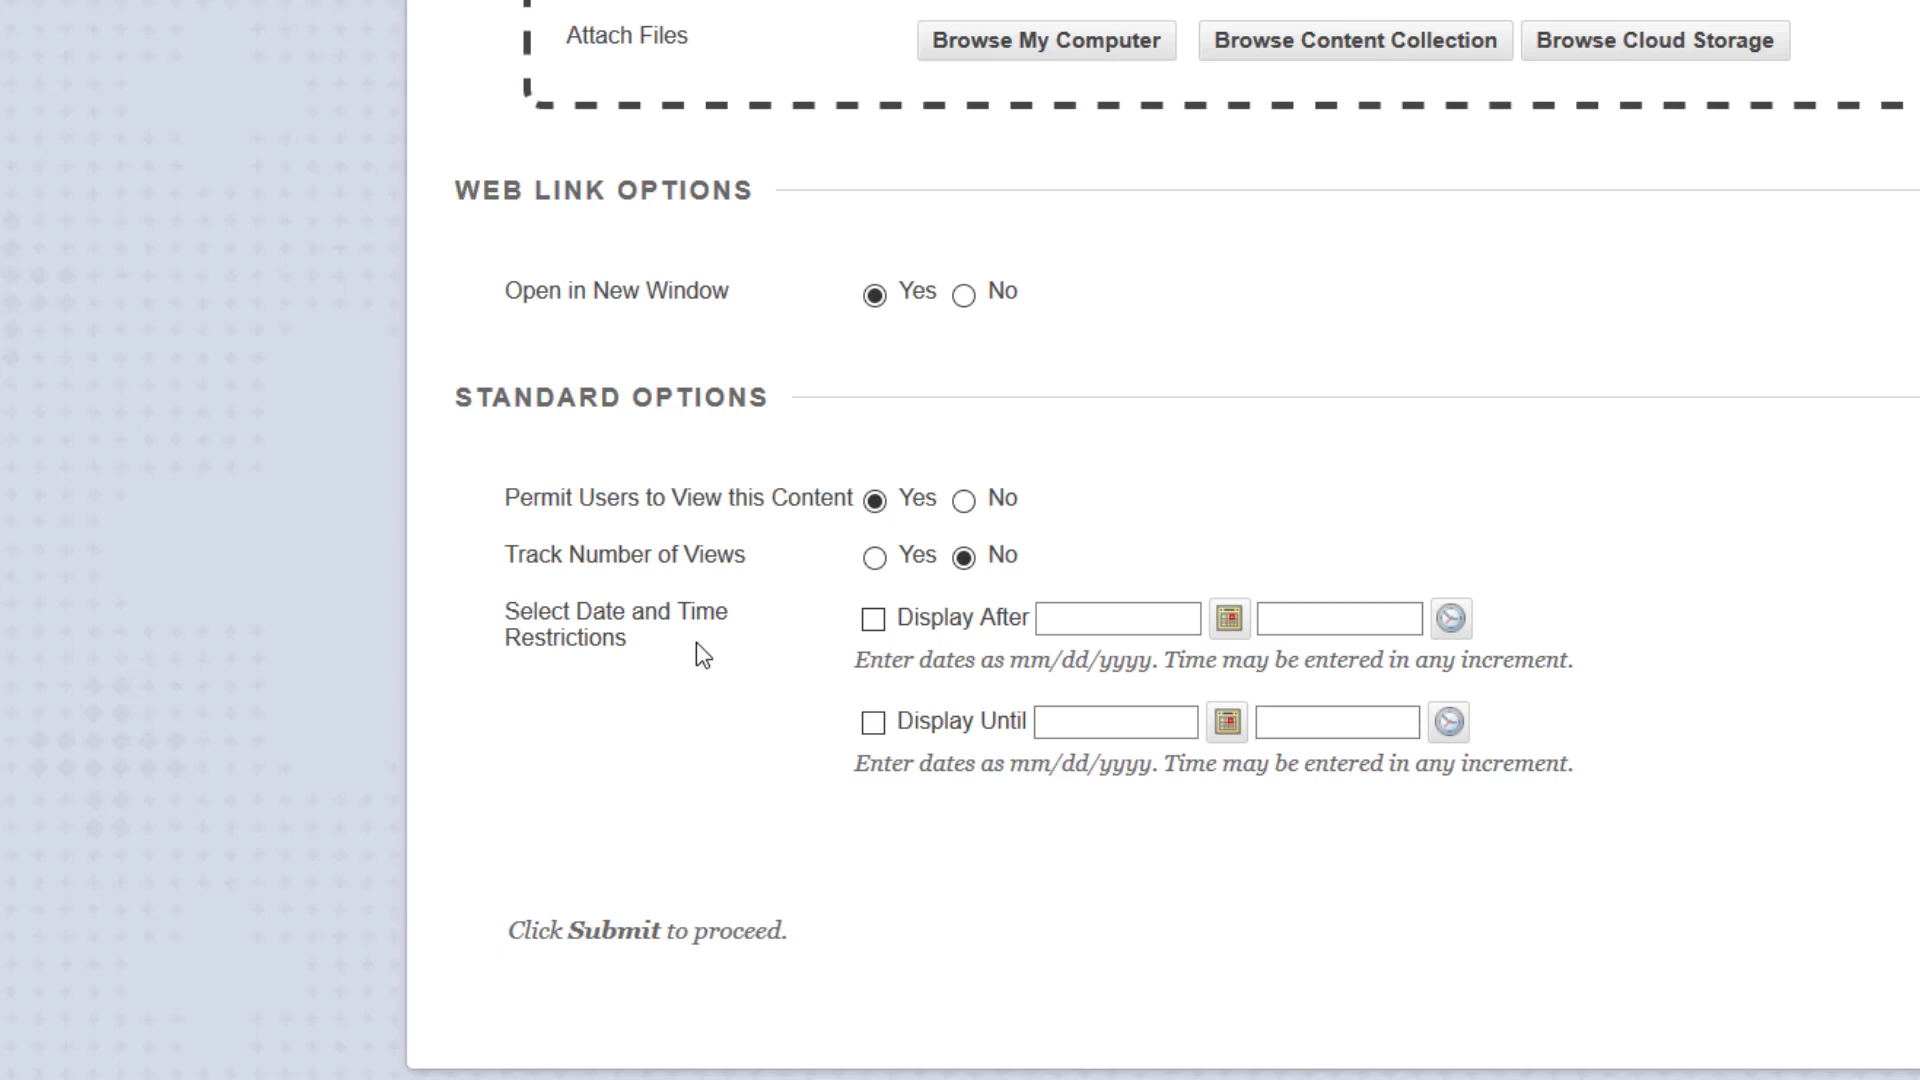 Attach Files Browse My Computer Browse Content Collection Browse Cloud Storage
WEB LINK OPTIONS
Open in New Window Yes No
STANDARD OPTIONS
Permit Users to View this Content Yes No
Track Number of Views Yes No
Select Date and Time Restrictions
Display After
Enter dates as mm/dd/yyyy. Time may be entered in any increment.
Display Until
Enter dates as mm/dd/yyyy. Time may be entered in any increment.
Click Submit to proceed.